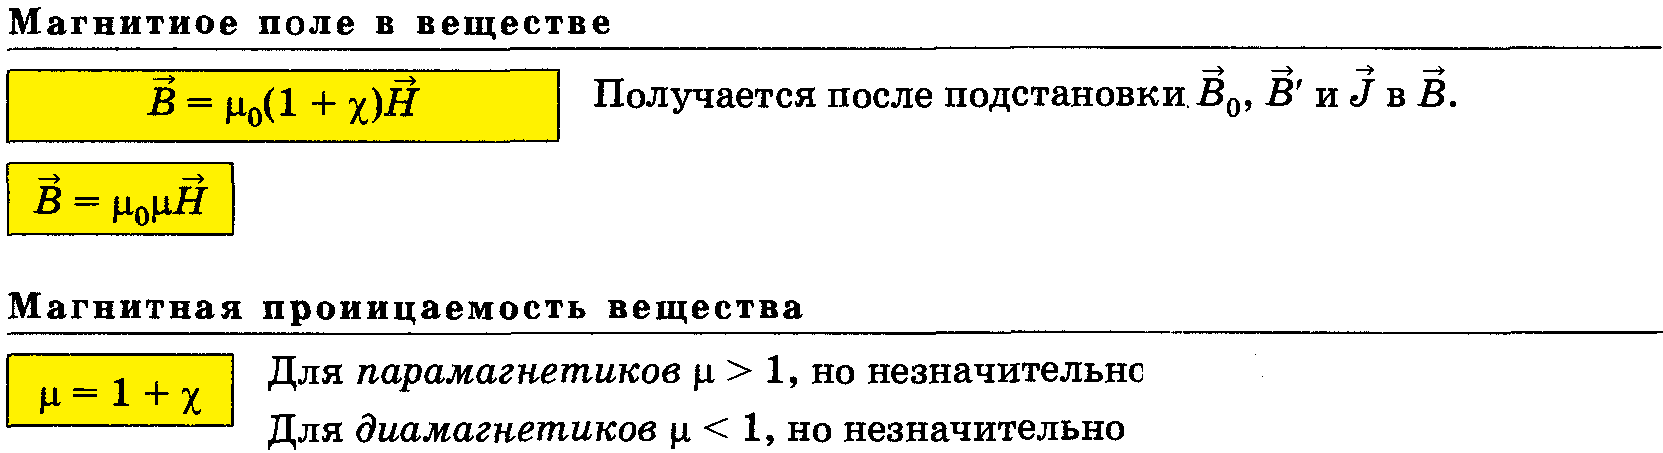 Магнитиое поле в веществе
B⃗ = μ₀(1 + χ)H⃗ Получается после подстановки B⃗₀, B⃗′ и J⃗ в B⃗.
B⃗ = μ₀μH⃗
Магнитная проиицаемость вещества
μ = 1 + χ Для парамагнетиков μ > 1, но незначительно
Для диамагнетиков μ < 1, но незначительно